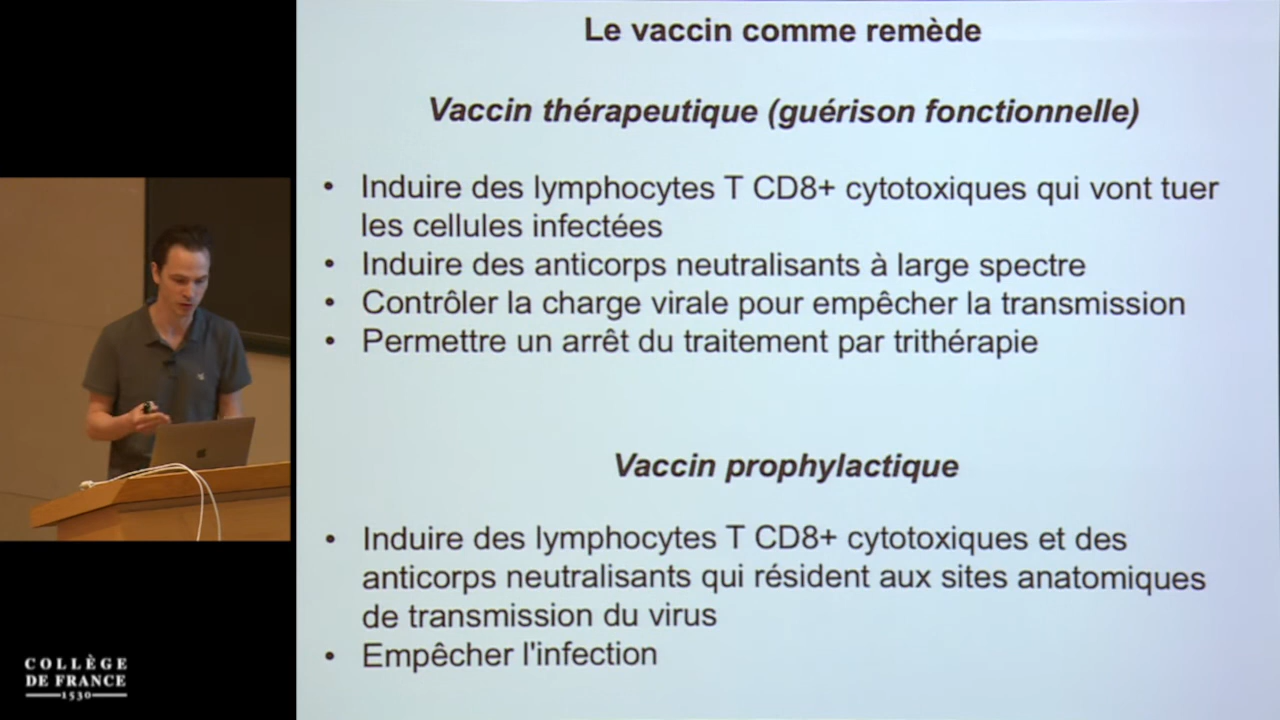 Le vaccin comme remède
Vaccin thérapeutique (guérison fonctionnelle)
• Induire des lymphocytes T CD8+ cytotoxiques qui vont tuer
les cellules infectées
• Induire des anticorps neutralisants à large spectre
• Contrôler la charge virale pour empêcher la transmission
• Permettre un arrêt du traitement par trithérapie
Vaccin prophylactique
• Induire des lymphocytes T CD8+ cytotoxiques et des
anticorps neutralisants qui résident aux sites anatomiques
de transmission du virus
• Empêcher l'infection
COLLÈGE
DE FRANCE
1530